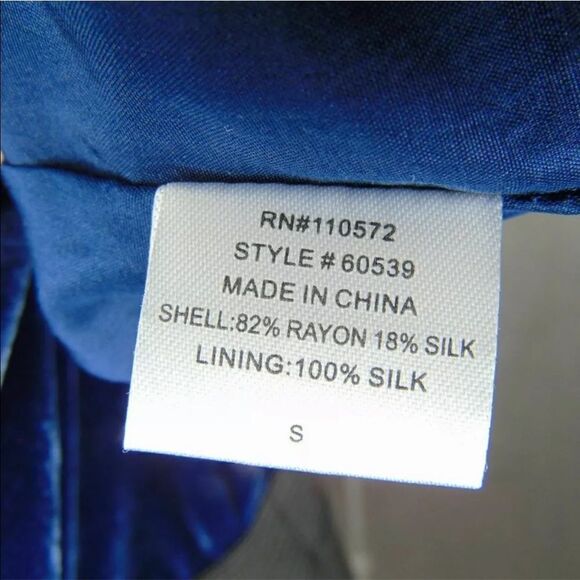 RN#110572
STYLE # 60539
MADE IN CHINA
SHELL:82% RAYON 18% SILK
LINING:100% SILK
S